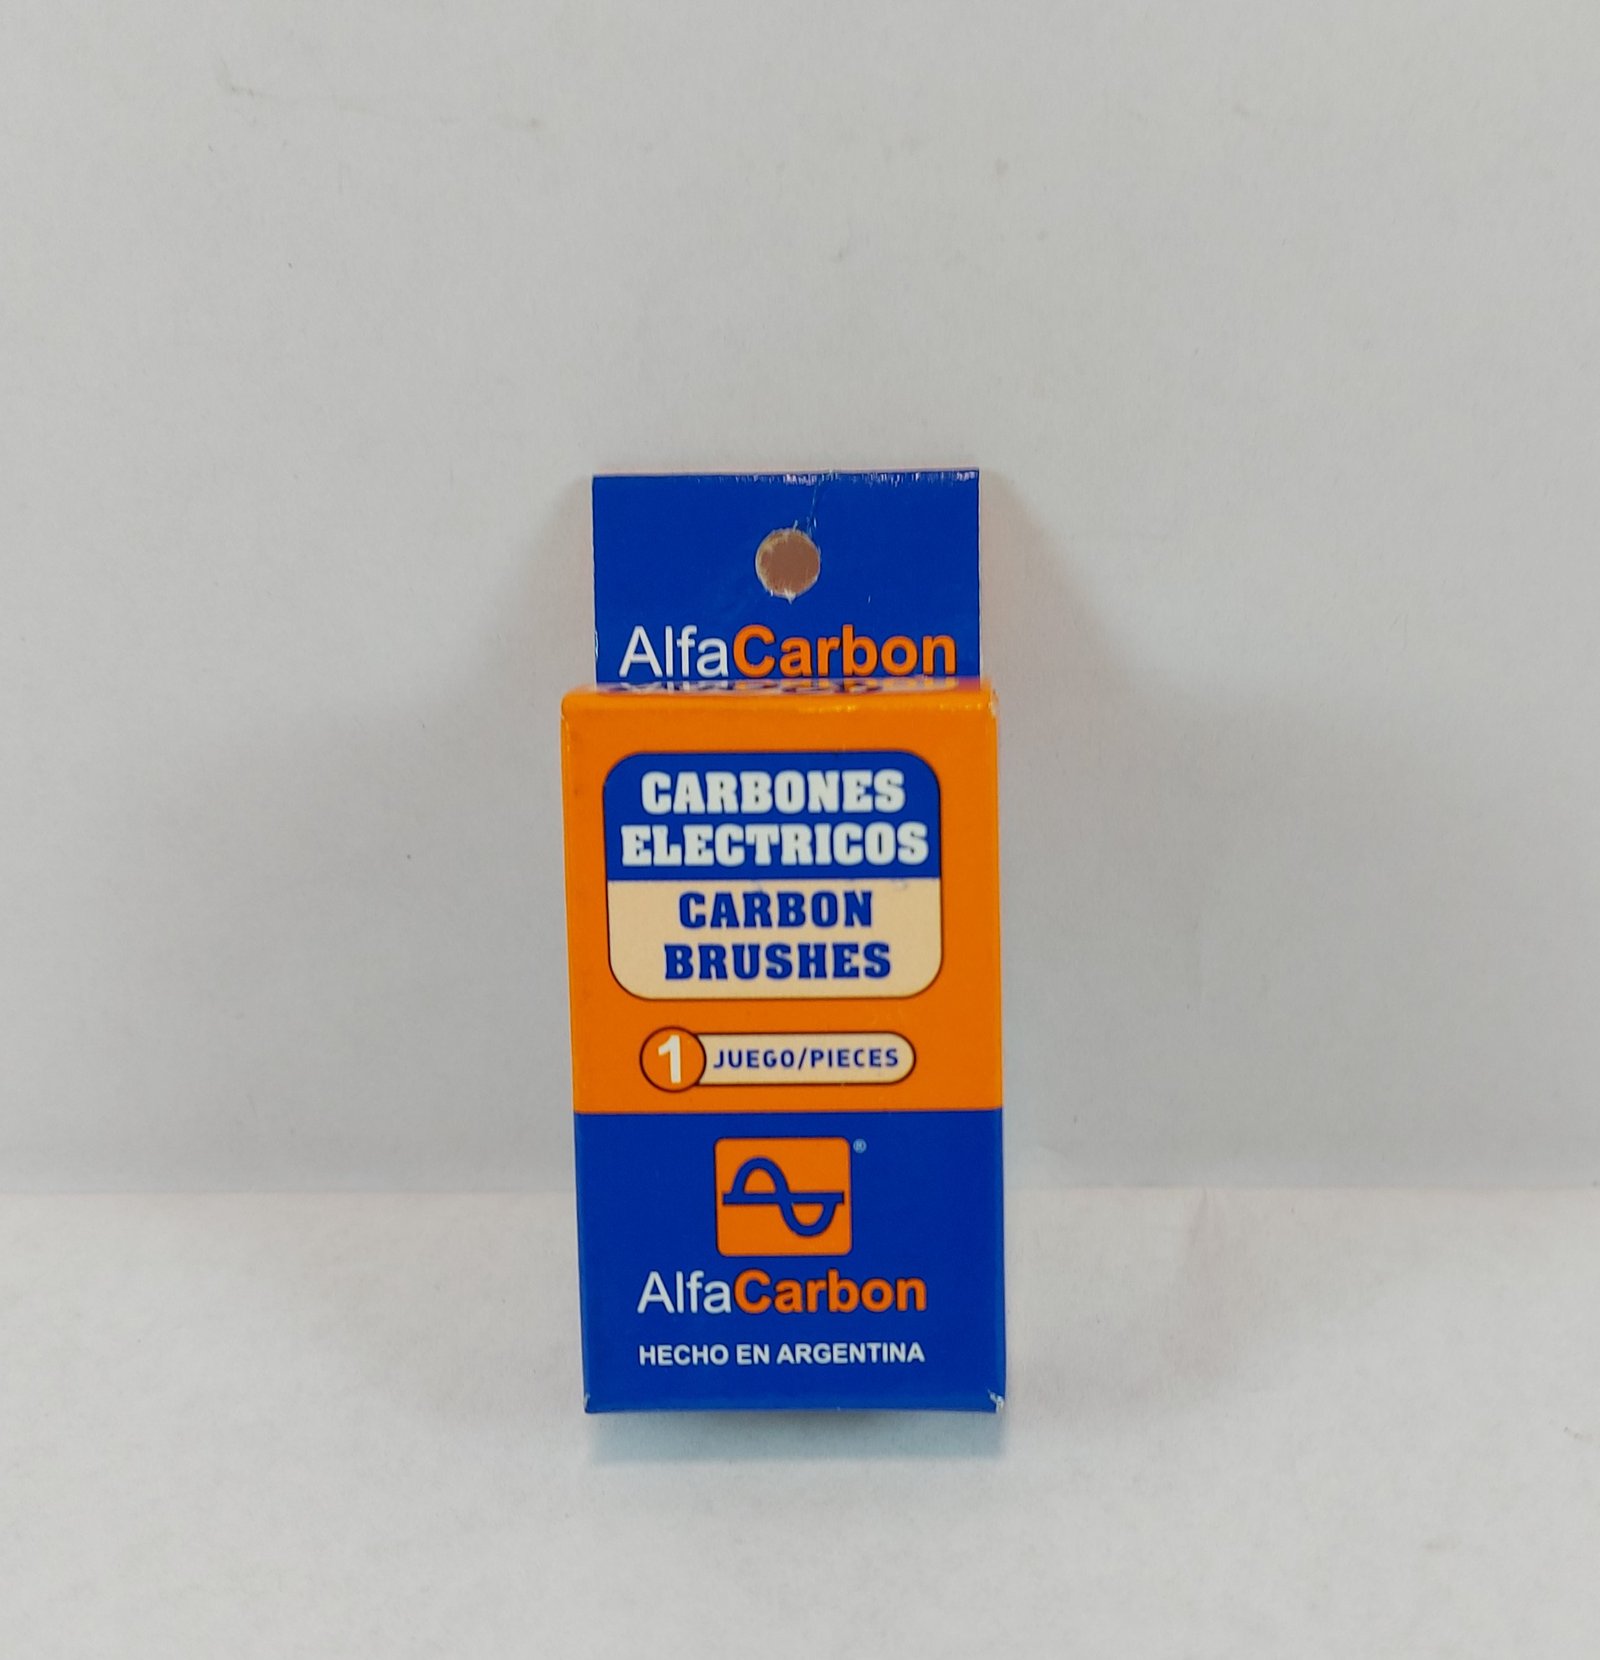 AlfaCarbon
CARBONES
ELECTRICOS
CARBON
BRUSHES
1 JUEGO/PIECES
®
AlfaCarbon
HECHO EN ARGENTINA